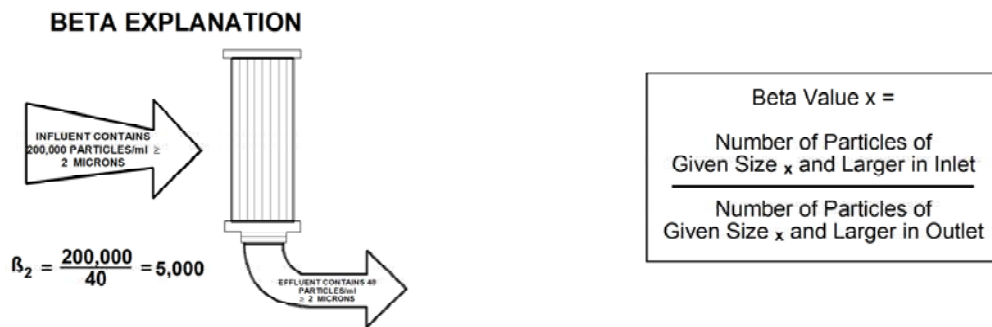 BETA EXPLANATION
INFLUENT CONTAINS
200,000 PARTICLES/ml ≥
2 MICRONS
ß₂ = 200,000 / 40 = 5,000
EFFLUENT CONTAINS 40
PARTICLES/ml
≥ 2 MICRONS
Beta Value x =
Number of Particles of
Given Size x and Larger in Inlet
Number of Particles of
Given Size x and Larger in Outlet